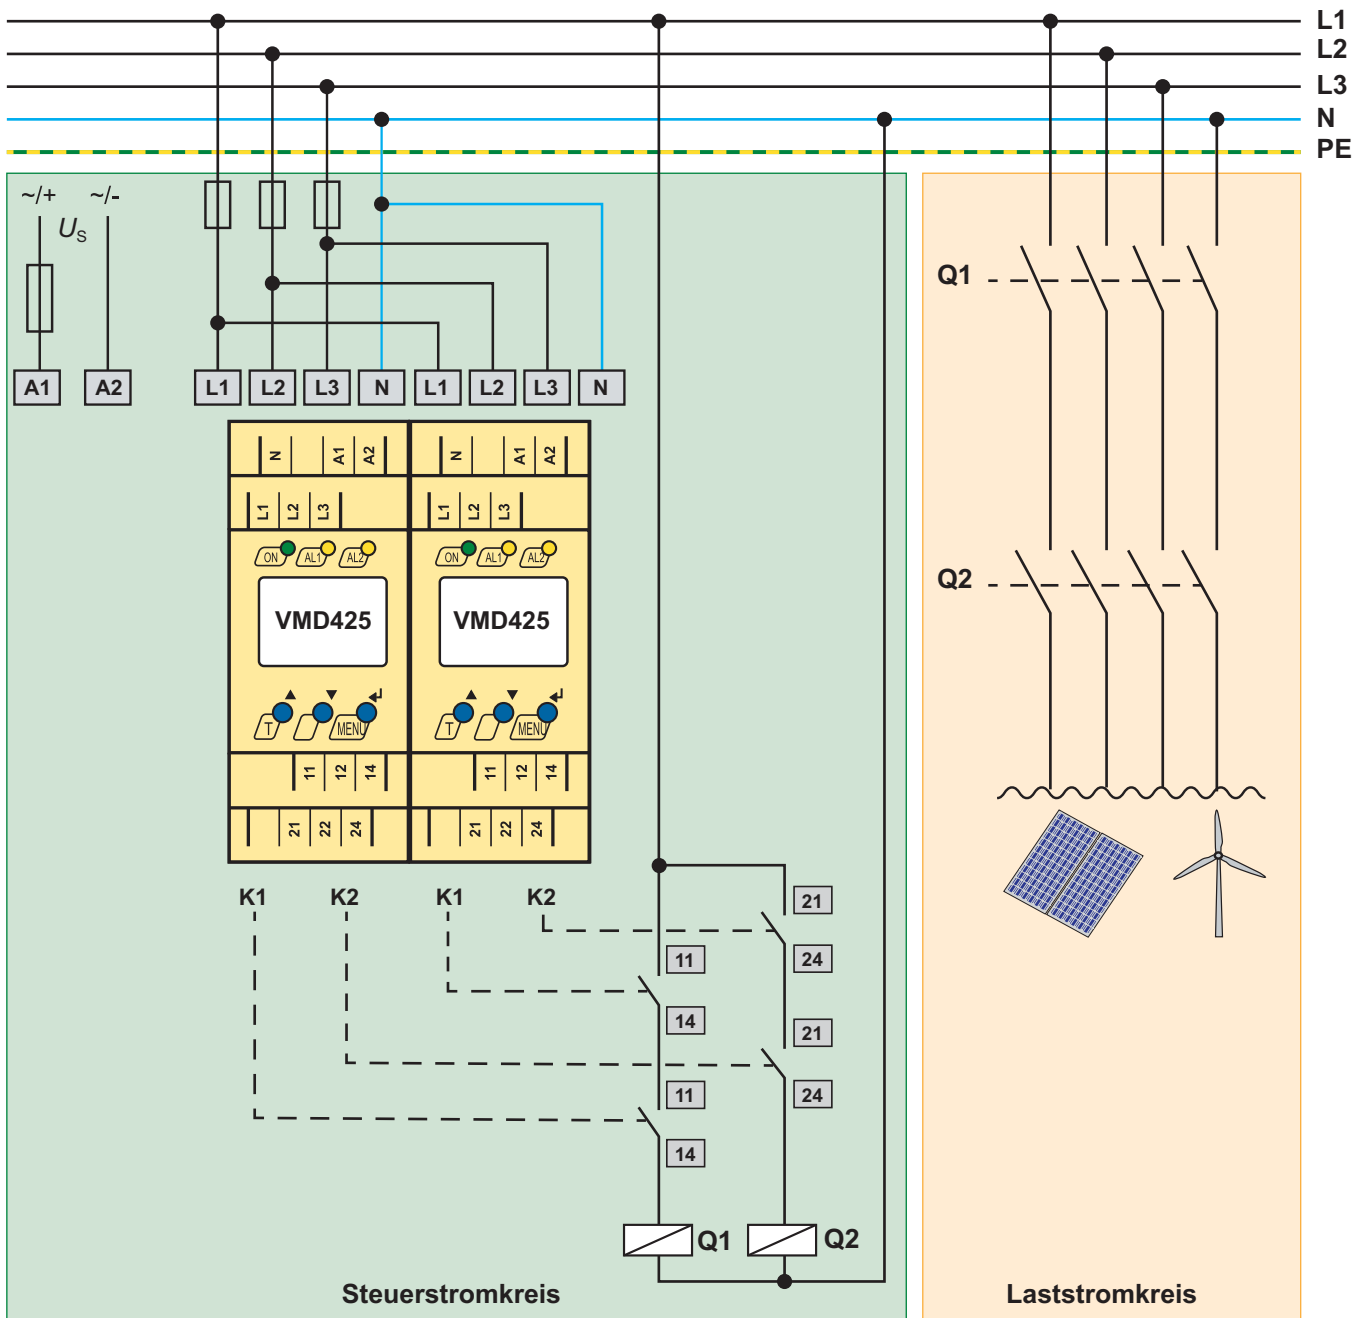 L1
L2
L3
N
PE
~/+ ~/-
US
Q1
A1 A2 L1 L2 L3 N L1 L2 L3 N
N A1 A2 N A1 A2
L1 L2 L3 L1 L2 L3
ON AL1 AL2 ON AL1 AL2
Q2
VMD425 VMD425
T MENU T MENU
11 12 14 11 12 14
21 22 24 21 22 24
K1 K2 K1 K2
21
11 24
14 21
11 24
14
Q1 Q2
Steuerstromkreis Laststromkreis